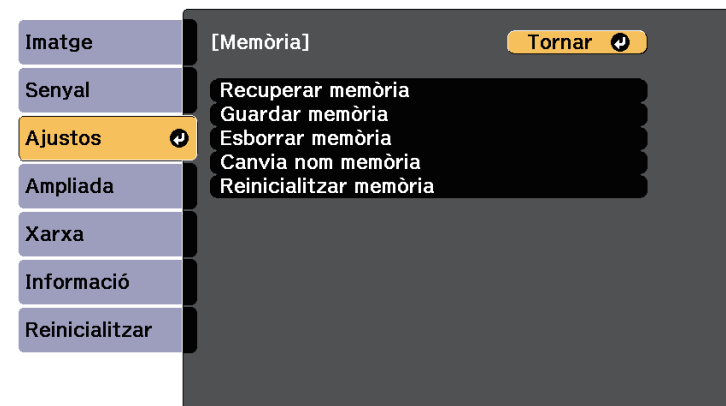 Imatge
Senyal
Ajustos
Ampliada
Xarxa
Informació
Reinicialitzar
[Memòria]
Tornar
Recuperar memòria
Guardar memòria
Esborrar memòria
Canvia nom memòria
Reinicialitzar memòria